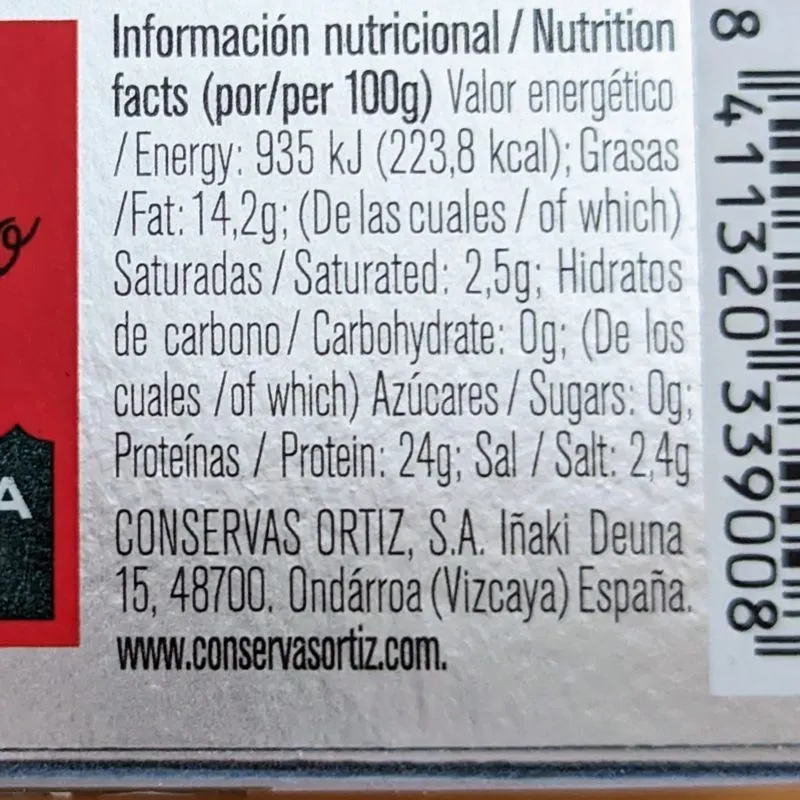 Información nutricional / Nutrition
facts (por/per 100g) Valor energético
/ Energy: 935 kJ (223,8 kcal); Grasas
/Fat: 14,2g; (De las cuales / of which)
Saturadas / Saturated: 2,5g; Hidratos
de carbono / Carbohydrate: 0g; (De los
cuales /of which) Azúcares / Sugars: 0g;
Proteínas / Protein: 24g; Sal / Salt: 2,4g
CONSERVAS ORTIZ, S.A. Iñaki Deuna
15, 48700. Ondárroa (Vizcaya) España.
www.conservasortiz.com.
8 411320 339008
A